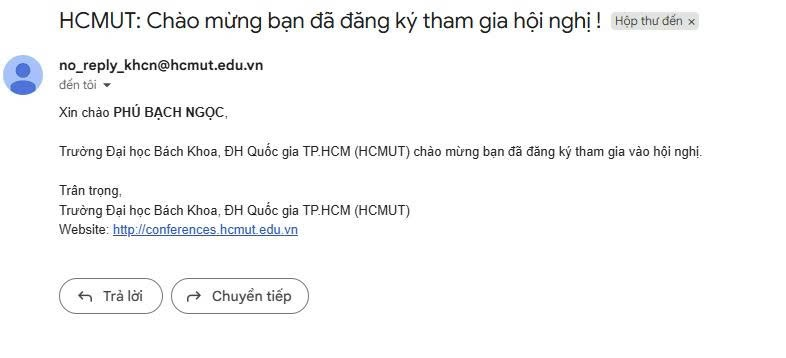 HCMUT: Chào mừng bạn đã đăng ký tham gia hội nghị ! Hộp thư đến ×
no_reply_khcn@hcmut.edu.vn
đến tôi
Xin chào PHÚ BẠCH NGỌC,
Trường Đại học Bách Khoa, ĐH Quốc gia TP.HCM (HCMUT) chào mừng bạn đã đăng ký tham gia vào hội nghị.
Trân trọng,
Trường Đại học Bách Khoa, ĐH Quốc gia TP.HCM (HCMUT)
Website: http://conferences.hcmut.edu.vn
Trả lời Chuyển tiếp